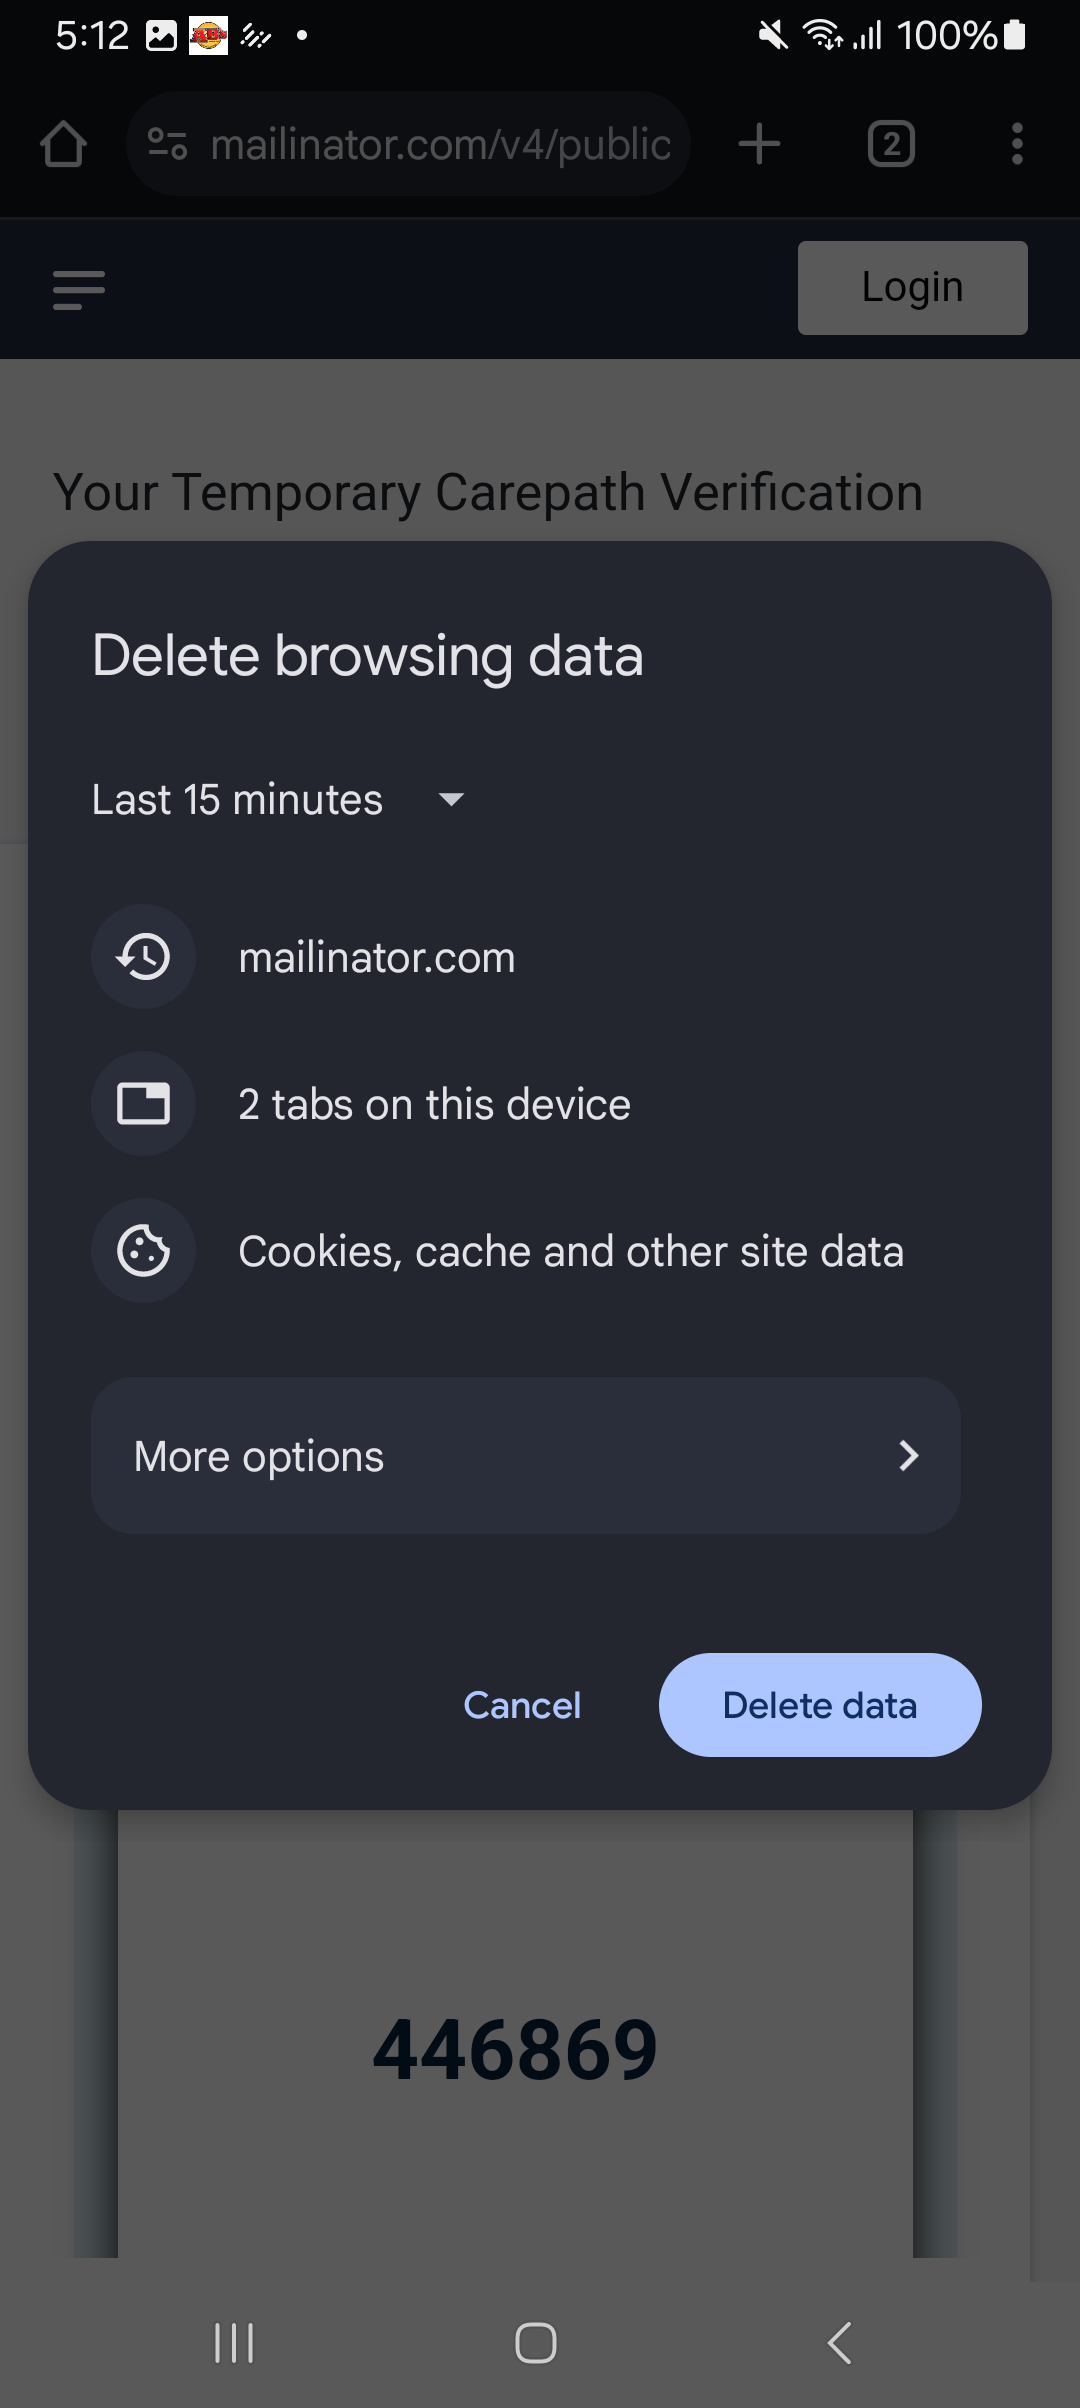 5:12
AB's
100%
mailinator.com/v4/public
2
Login
Your Temporary Carepath Verification
Delete browsing data
Last 15 minutes
mailinator.com
2 tabs on this device
Cookies, cache and other site data
More options
Cancel
Delete data
446869